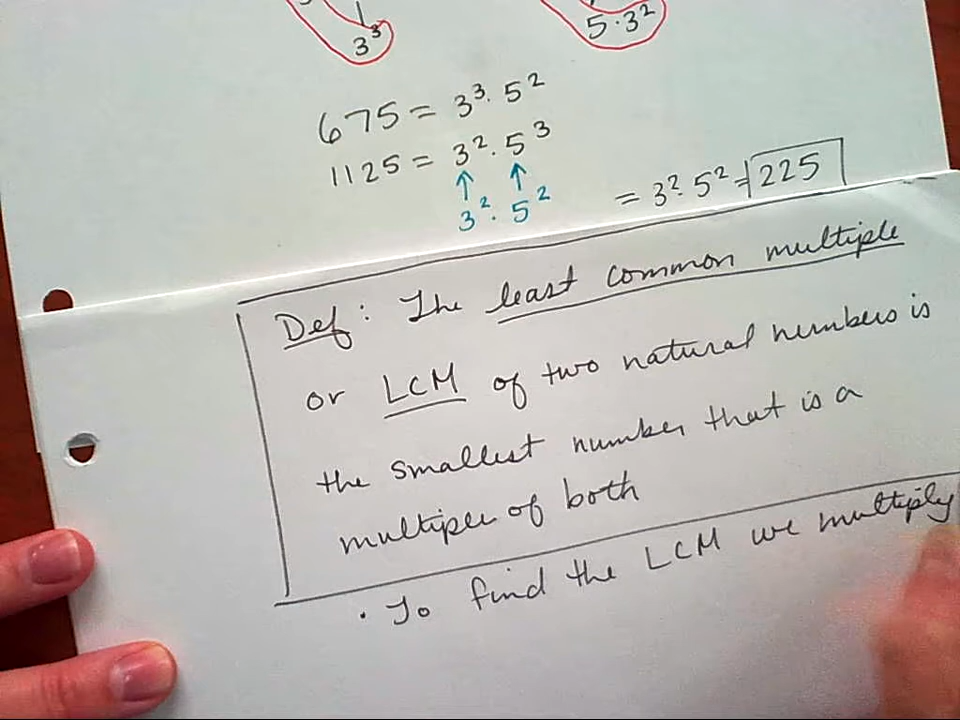 3³
5·3²
675 = 3³·5²
1125 = 3²·5³
↑ ↑
3²·5²
= 3²·5² = 225
Def: The least common multiple
or LCM of two natural numbers is
the smallest number that is a
multiple of both
· To find the LCM we multiply